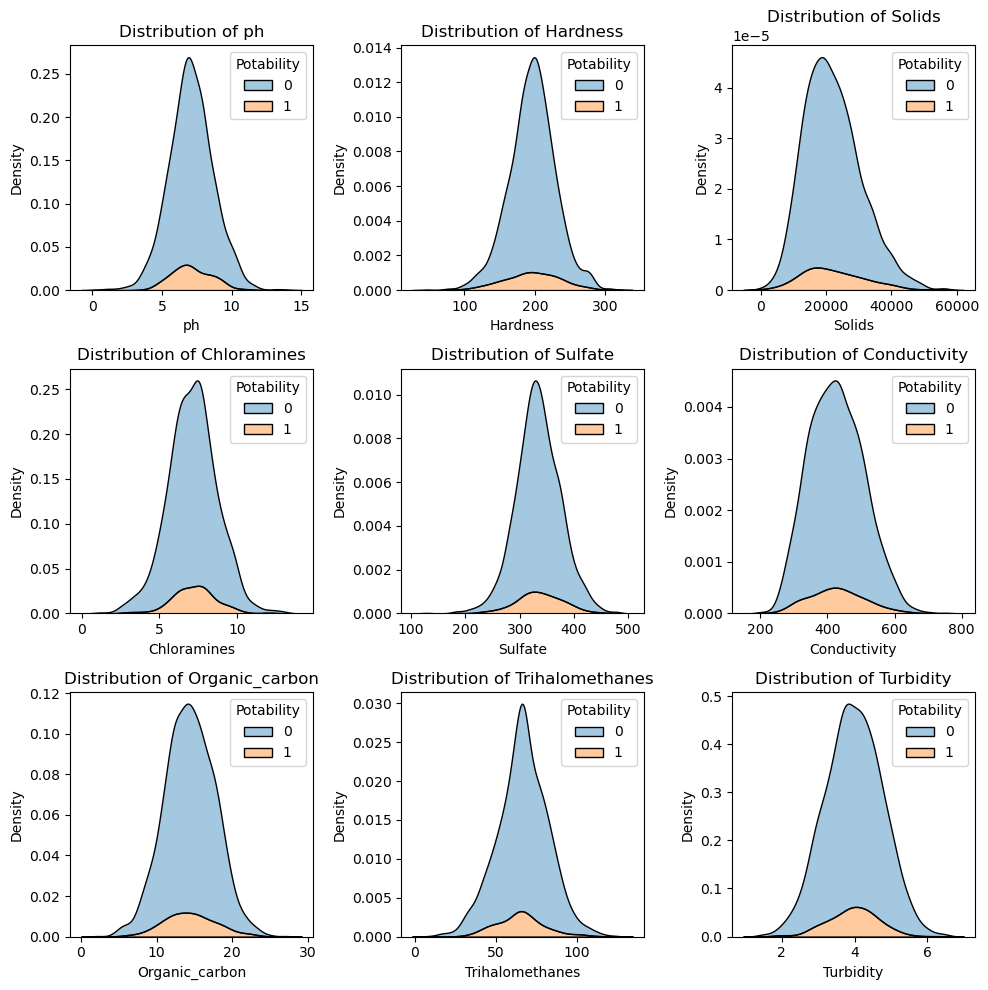 Distribution of ph
Density
0.25
0.20
0.15
0.10
0.05
0.00
0
5
10
15
ph
Potability
0
1
Distribution of Hardness
Density
0.014
0.012
0.010
0.008
0.006
0.004
0.002
0.000
100
200
300
Hardness
Potability
0
1
Distribution of Solids
1e−5
Density
4
3
2
1
0
0
20000
40000
60000
Solids
Potability
0
1
Distribution of Chloramines
Density
0.25
0.20
0.15
0.10
0.05
0.00
0
5
10
Chloramines
Potability
0
1
Distribution of Sulfate
Density
0.010
0.008
0.006
0.004
0.002
0.000
100
200
300
400
500
Sulfate
Potability
0
1
Distribution of Conductivity
Density
0.004
0.003
0.002
0.001
0.000
200
400
600
800
Conductivity
Potability
0
1
Distribution of Organic_carbon
Density
0.12
0.10
0.08
0.06
0.04
0.02
0.00
0
10
20
30
Organic_carbon
Potability
0
1
Distribution of Trihalomethanes
Density
0.030
0.025
0.020
0.015
0.010
0.005
0.000
0
50
100
Trihalomethanes
Potability
0
1
Distribution of Turbidity
Density
0.5
0.4
0.3
0.2
0.1
0.0
2
4
6
Turbidity
Potability
0
1